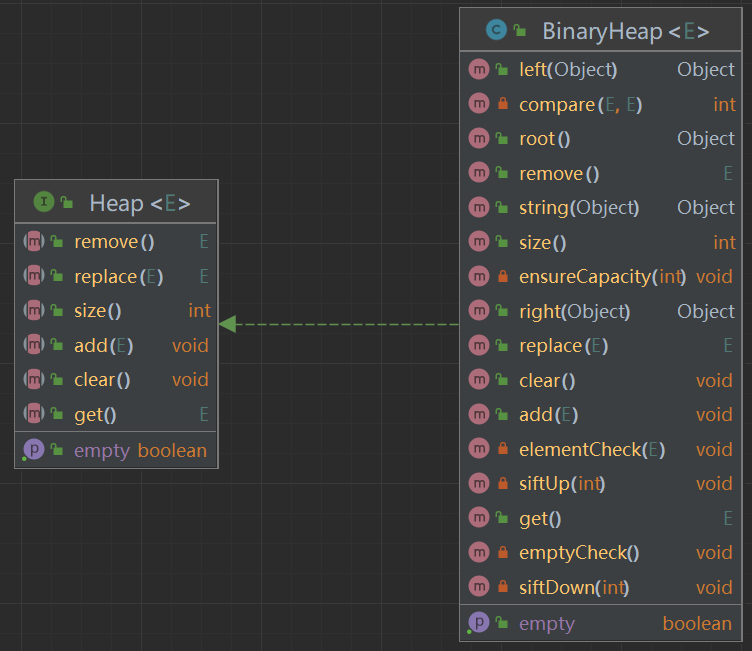 Heap <E>
remove() E
replace(E) E
size() int
add(E) void
clear() void
get() E
empty boolean
BinaryHeap <E>
left(Object) Object
compare(E, E) int
root() Object
remove() E
string(Object) Object
size() int
ensureCapacity(int) void
right(Object) Object
replace(E) E
clear() void
add(E) void
elementCheck(E) void
siftUp(int) void
get() E
emptyCheck() void
siftDown(int) void
empty boolean